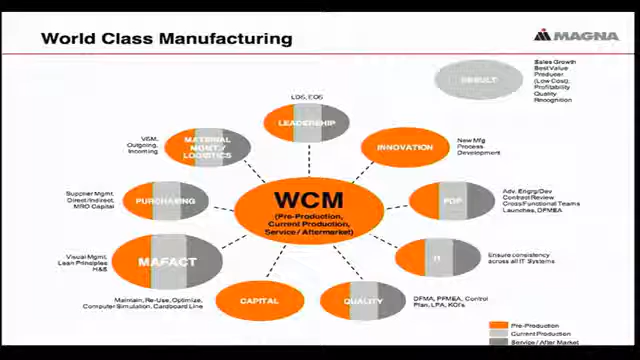 World Class Manufacturing
MAGNA
RESULT
Sales Growth
Best Value
Producer
(Low Cost),
Profitability
Quality
Recognition
LDS, EOS
LEADERSHIP
VSM,
Outgoing,
Incoming
MATERIAL
MGMT./
LOGISTICS
INNOVATION
New Mfg
Process
Development
Supplier Mgmt,
Direct/Indirect,
MRO Capital
PURCHASING
WCM
(Pre-Production,
Current Production,
Service / Aftermarket)
PDP
Adv. Engrg/Dev
Contract Review
Cross/Functional Teams
Launches, DFMEA
Visual Mgmt,
Lean Principles
H&S
MAFACT
IT
Ensure consistency
across all IT Systems
Maintain, Re-Use, Optimize,
Computer Simulation, Cardboard Line
CAPITAL
QUALITY
DFMA, PFMEA, Control
Plan, LPA, KCI's
Pre-Production
Current Production
Service / After Market